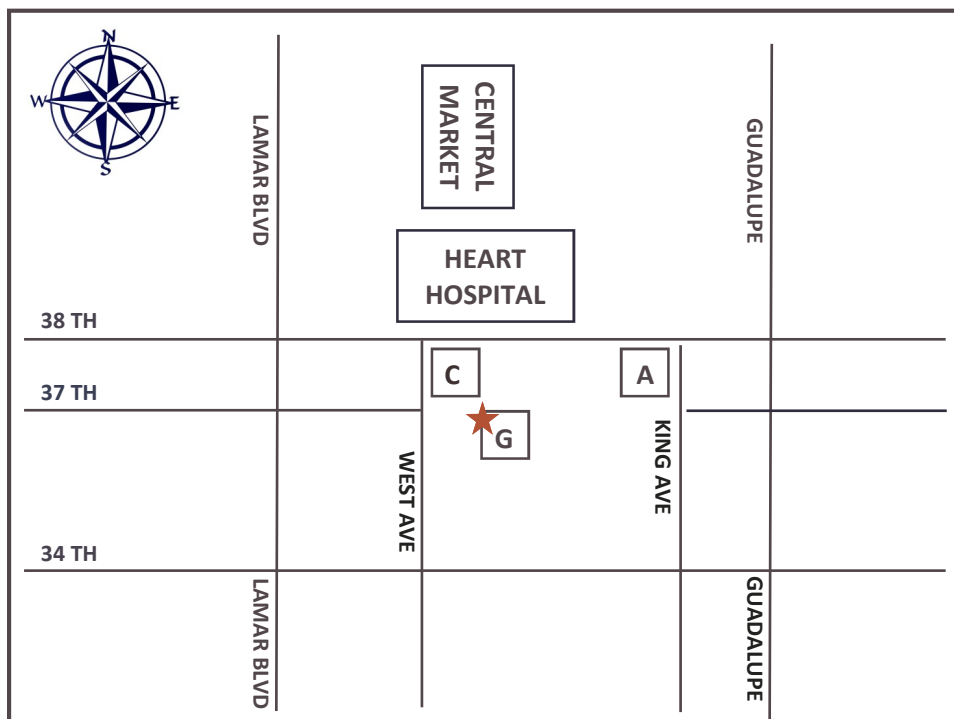 N
W
E
S
LAMAR BLVD
CENTRAL
MARKET
GUADALUPE
HEART
HOSPITAL
38 TH
C
A
37 TH
G
WEST AVE
KING AVE
34 TH
LAMAR BLVD
GUADALUPE